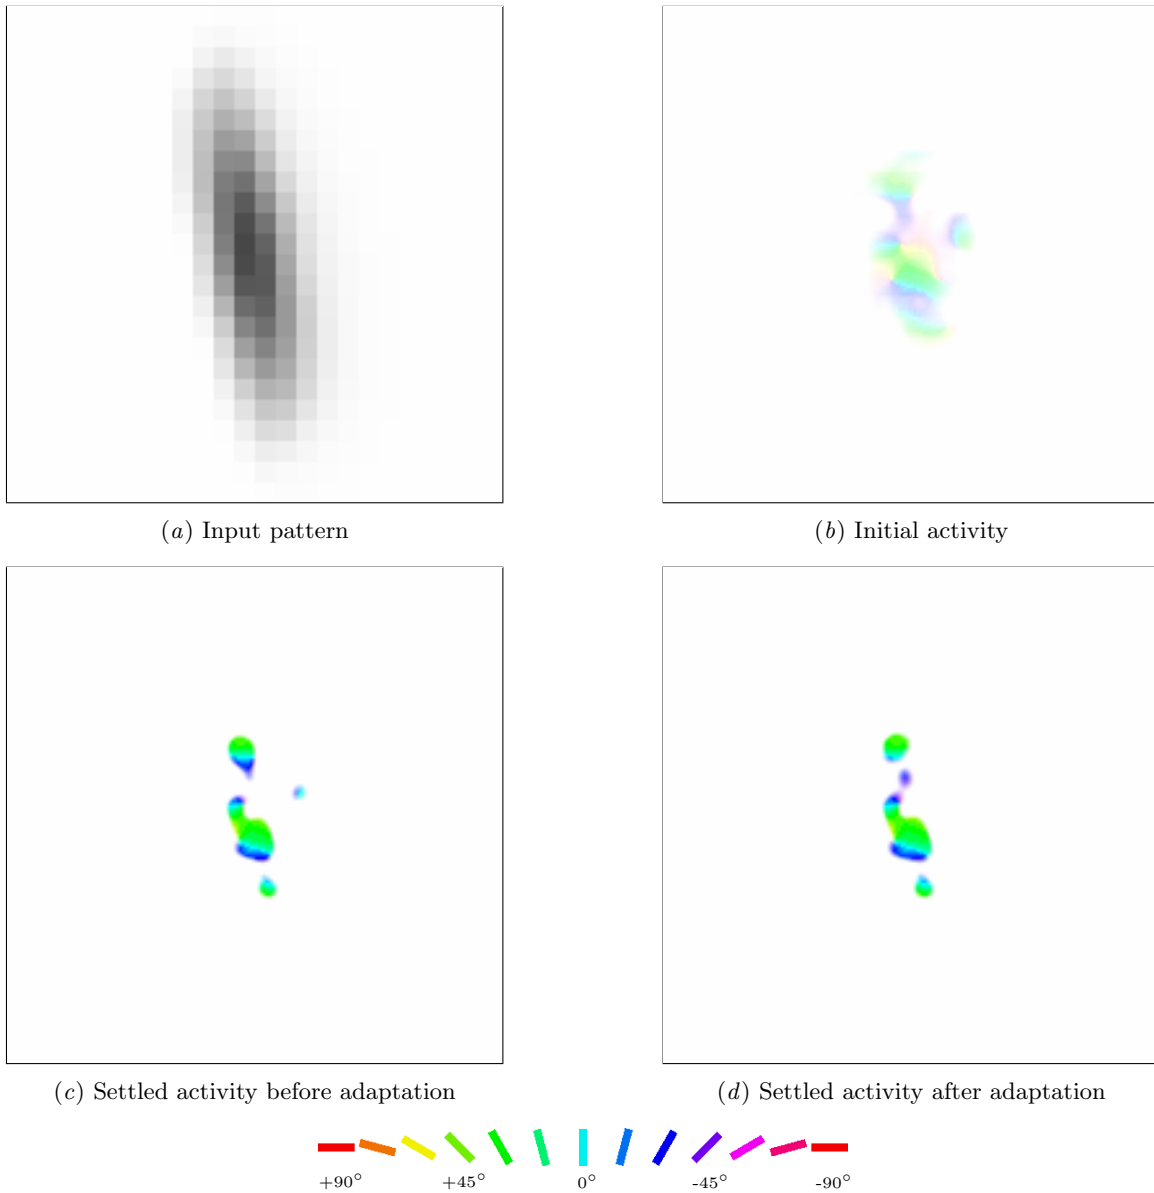 (a) Input pattern
(b) Initial activity
(c) Settled activity before adaptation
(d) Settled activity after adaptation
+90° +45° 0° -45° -90°